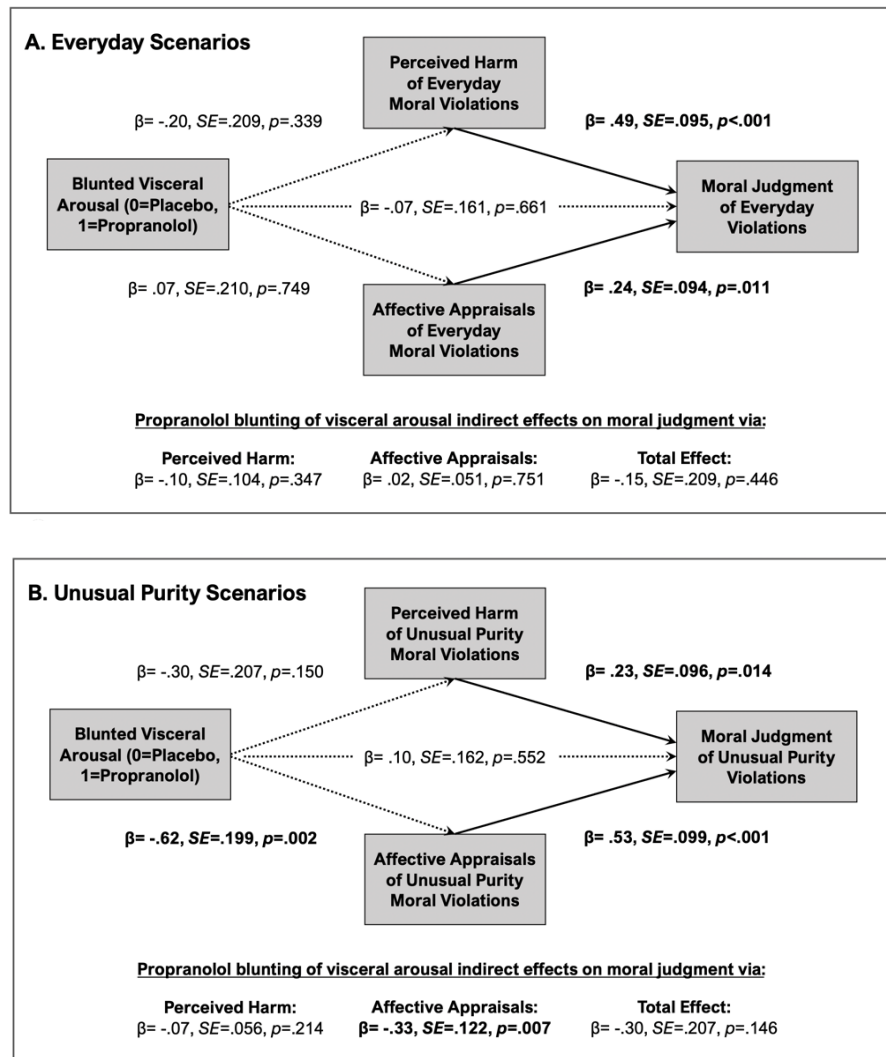 A. Everyday Scenarios
Perceived Harm
of Everyday
Moral Violations
β= -.20, SE=.209, p=.339
β= .49, SE=.095, p<.001
Blunted Visceral
Arousal (0=Placebo,
1=Propranolol)
β= -.07, SE=.161, p=.661
Moral Judgment
of Everyday
Violations
β= .07, SE=.210, p=.749
β= .24, SE=.094, p=.011
Affective Appraisals
of Everyday
Moral Violations
Propranolol blunting of visceral arousal indirect effects on moral judgment via:
Perceived Harm:
β= -.10, SE=.104, p=.347
Affective Appraisals:
β= .02, SE=.051, p=.751
Total Effect:
β= -.15, SE=.209, p=.446
B. Unusual Purity Scenarios
Perceived Harm
of Unusual Purity
Moral Violations
β= -.30, SE=.207, p=.150
β= .23, SE=.096, p=.014
Blunted Visceral
Arousal (0=Placebo,
1=Propranolol)
β= .10, SE=.162, p=.552
Moral Judgment
of Unusual Purity
Violations
β= -.62, SE=.199, p=.002
β= .53, SE=.099, p<.001
Affective Appraisals
of Unusual Purity
Moral Violations
Propranolol blunting of visceral arousal indirect effects on moral judgment via:
Perceived Harm:
β= -.07, SE=.056, p=.214
Affective Appraisals:
β= -.33, SE=.122, p=.007
Total Effect:
β= -.30, SE=.207, p=.146